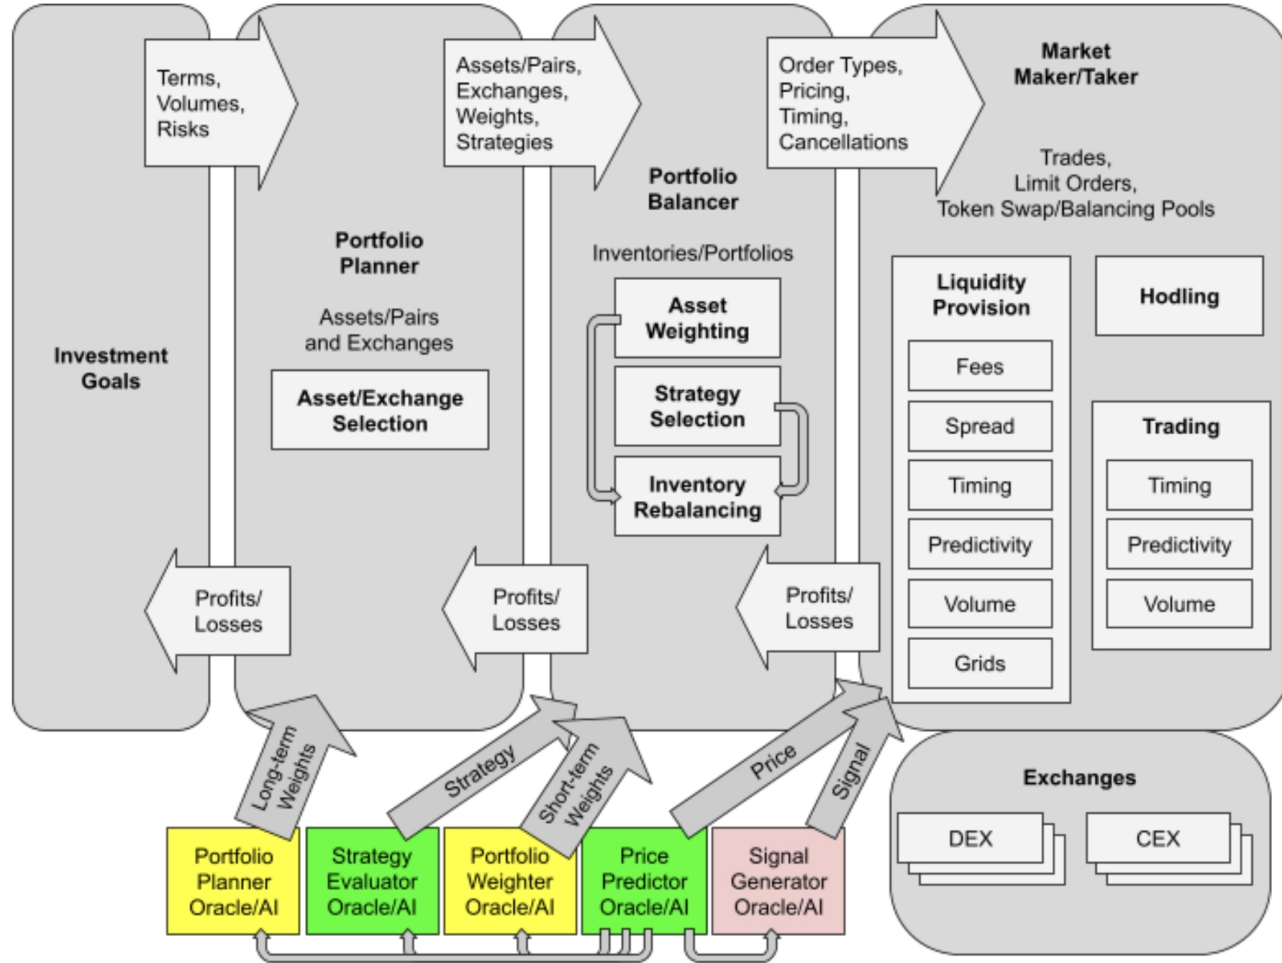 Terms,
Volumes,
Risks
Assets/Pairs,
Exchanges,
Weights,
Strategies
Order Types,
Pricing,
Timing,
Cancellations
Market
Maker/Taker
Trades,
Limit Orders,
Token Swap/Balancing Pools
Investment
Goals
Portfolio
Planner
Assets/Pairs
and Exchanges
Asset/Exchange
Selection
Portfolio
Balancer
Inventories/Portfolios
Asset
Weighting
Strategy
Selection
Inventory
Rebalancing
Liquidity
Provision
Fees
Spread
Timing
Predictivity
Volume
Grids
Hodling
Trading
Timing
Predictivity
Volume
Profits/
Losses
Profits/
Losses
Profits/
Losses
Long-term
Weights
Strategy
Short-term
Weights
Price
Signal
Portfolio
Planner
Oracle/AI
Strategy
Evaluator
Oracle/AI
Portfolio
Weighter
Oracle/AI
Price
Predictor
Oracle/AI
Signal
Generator
Oracle/AI
Exchanges
DEX
CEX